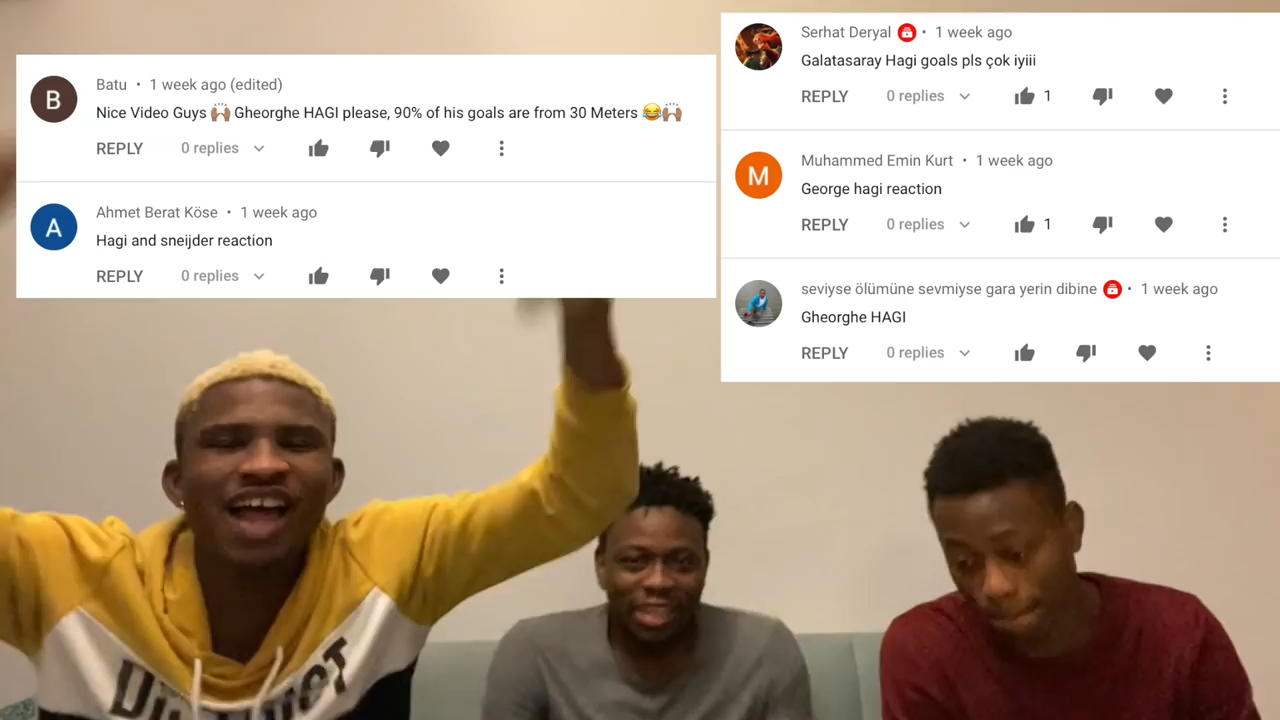 B
Batu • 1 week ago (edited)
Nice Video Guys 🙌🏽 Gheorghe HAGI please, 90% of his goals are from 30 Meters 😂🙌🏽
REPLY 0 replies
A
Ahmet Berat Köse • 1 week ago
Hagi and sneijder reaction
REPLY 0 replies
Serhat Deryal • 1 week ago
Galatasaray Hagi goals pls çok iyiii
REPLY 0 replies 1
M
Muhammed Emin Kurt • 1 week ago
George hagi reaction
REPLY 0 replies 1
seviyse ölümüne sevmiyse gara yerin dibine • 1 week ago
Gheorghe HAGI
REPLY 0 replies